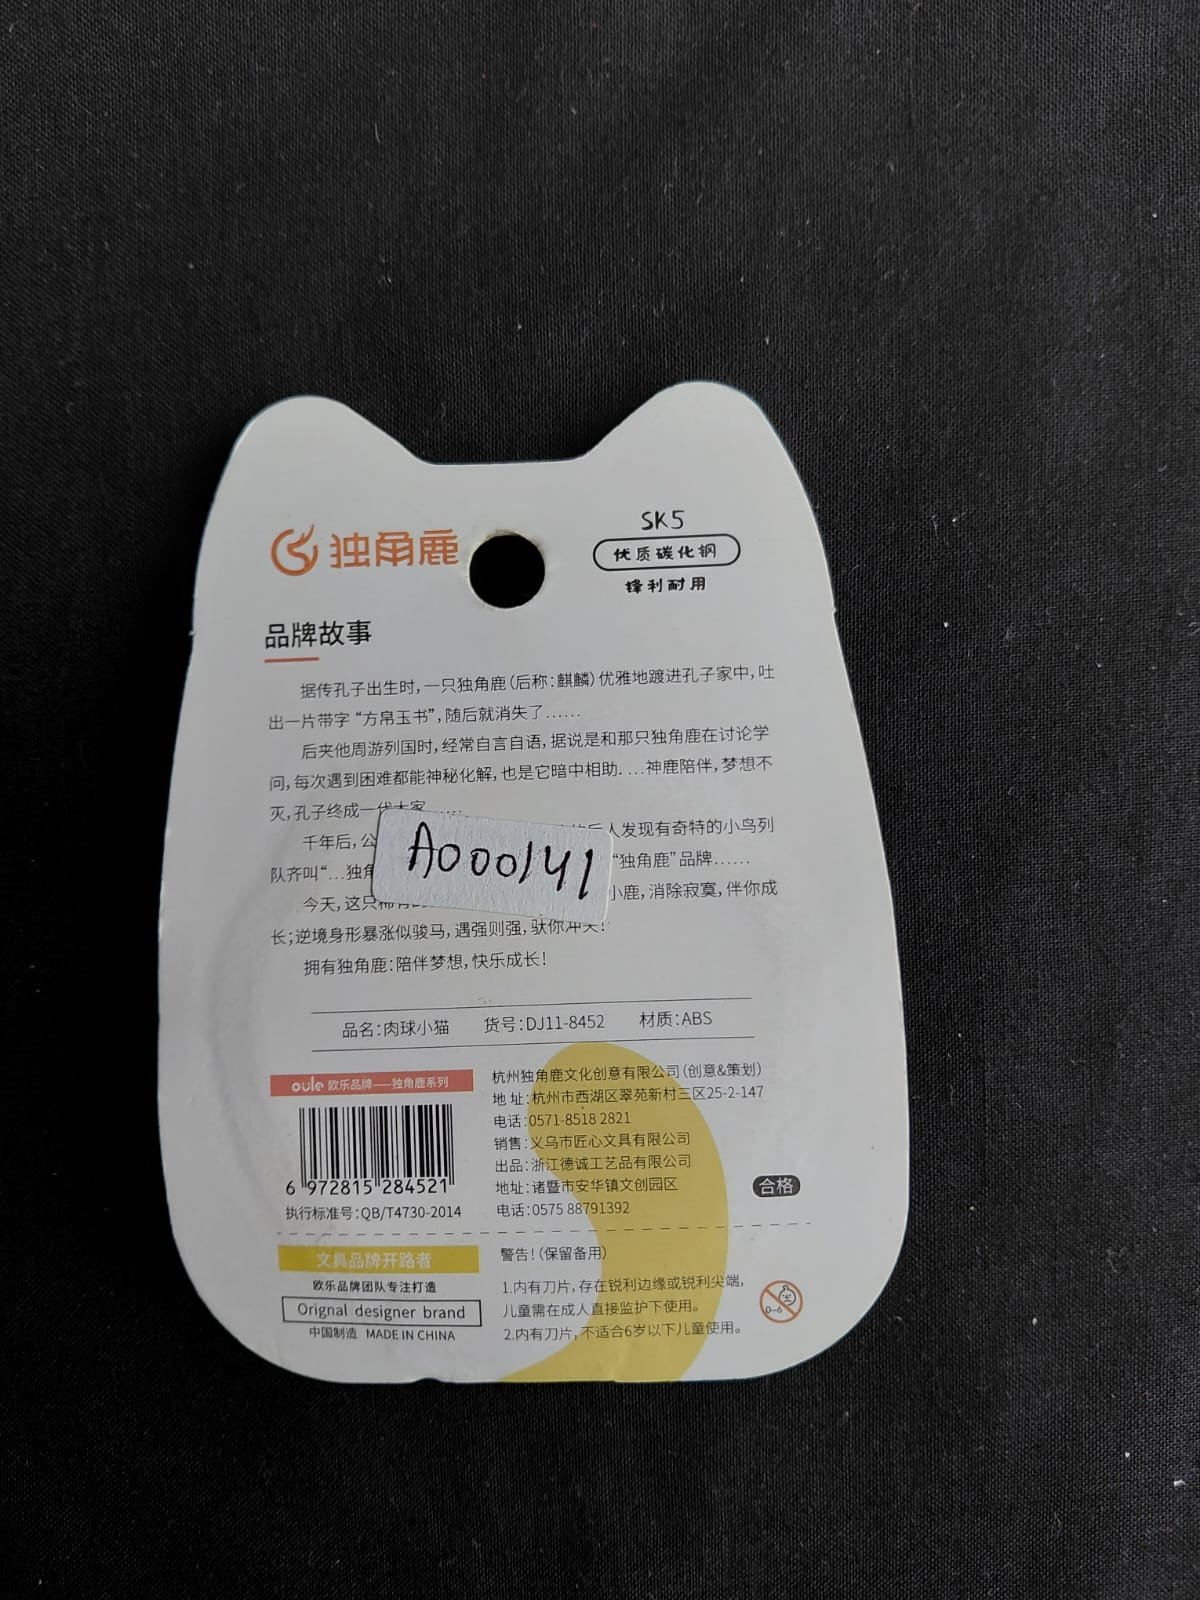 独角鹿
SK5
优质碳化钢
锋利耐用
品牌故事
据传孔子出生时,一只独角鹿(后称:麒麟)优雅地踱进孔子家中,吐
出一片带字“方帛玉书”,随后就消失了……
后夹他周游列国时,经常自言自语,据说是和那只独角鹿在讨论学
问,每次遇到困难都能神秘化解,也是它暗中相助....神鹿陪伴,梦想不
灭,孔子终成一代大家……
千年后,公 后人发现有奇特的小鸟列
队齐叫“…独角 “独角鹿”品牌……
今天,这只稀有的 小鹿,消除寂寞,伴你成
长;逆境身形暴涨似骏马,遇强则强,驮你冲关!
拥有独角鹿:陪伴梦想,快乐成长!
A000141
品名:肉球小猫 货号:DJ11-8452 材质:ABS
oule 欧乐品牌——独角鹿系列
6 972815 284521
执行标准号:QB/T4730-2014
杭州独角鹿文化创意有限公司(创意&策划)
地址:杭州市西湖区翠苑新村三区25-2-147
电话:0571-8518 2821
销售:义乌市匠心文具有限公司
出品:浙江德诚工艺品有限公司
地址:诸暨市安华镇文创园区
电话:0575 88791392
合格
文具品牌开路者
欧乐品牌团队专注打造
Orignal designer brand
中国制造 MADE IN CHINA
警告!(保留备用)
1.内有刀片,存在锐利边缘或锐利尖端,
儿童需在成人直接监护下使用。
2.内有刀片,不适合6岁以下儿童使用。
0-6